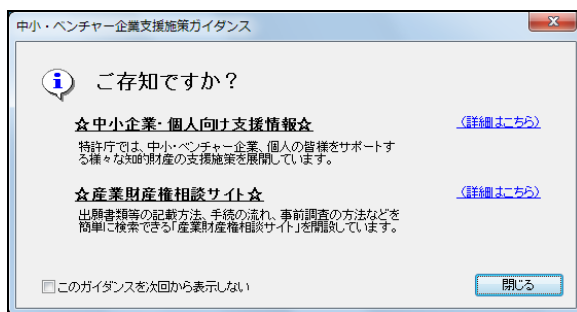 中小・ベンチャー企業支援施策ガイダンス
ご存知ですか？
☆中小企業・個人向け支援情報☆
（詳細はこちら）
特許庁では、中小・ベンチャー企業、個人の皆様をサポートす
る様々な知的財産の支援施策を展開しています。
☆産業財産権相談サイト☆
（詳細はこちら）
出願書類等の記載方法、手続の流れ、事前調査の方法などを
簡単に検索できる「産業財産権相談サイト」を開設しています。
このガイダンスを次回から表示しない
閉じる